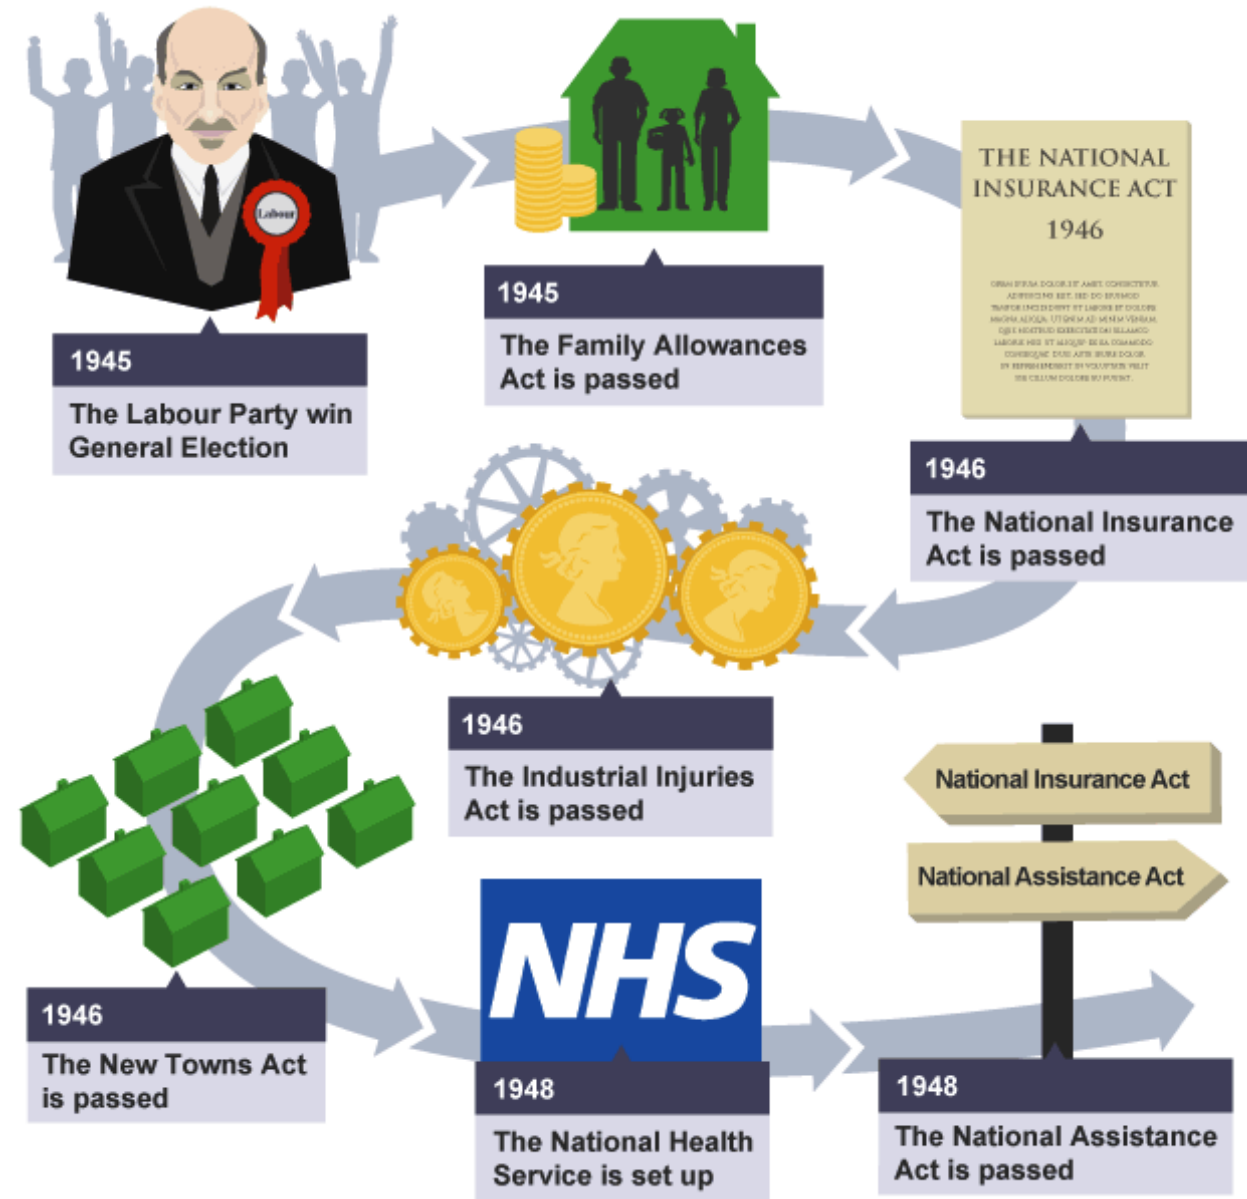 Labour
1945
The Labour Party win
General Election
1945
The Family Allowances
Act is passed
THE NATIONAL
INSURANCE ACT
1946
1946
The National Insurance
Act is passed
1946
The Industrial Injuries
Act is passed
1946
The New Towns Act
is passed
NHS
1948
The National Health
Service is set up
National Insurance Act
National Assistance Act
1948
The National Assistance
Act is passed